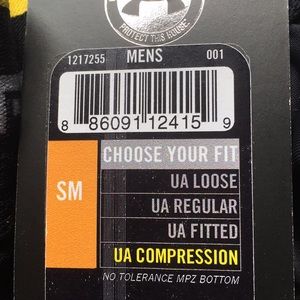 PROTECT THIS HOUSE.
1217255 MENS 001
8 86091 12415 9
CHOOSE YOUR FIT
SM
UA LOOSE
UA REGULAR
UA FITTED
UA COMPRESSION
NO TOLERANCE MPZ BOTTOM